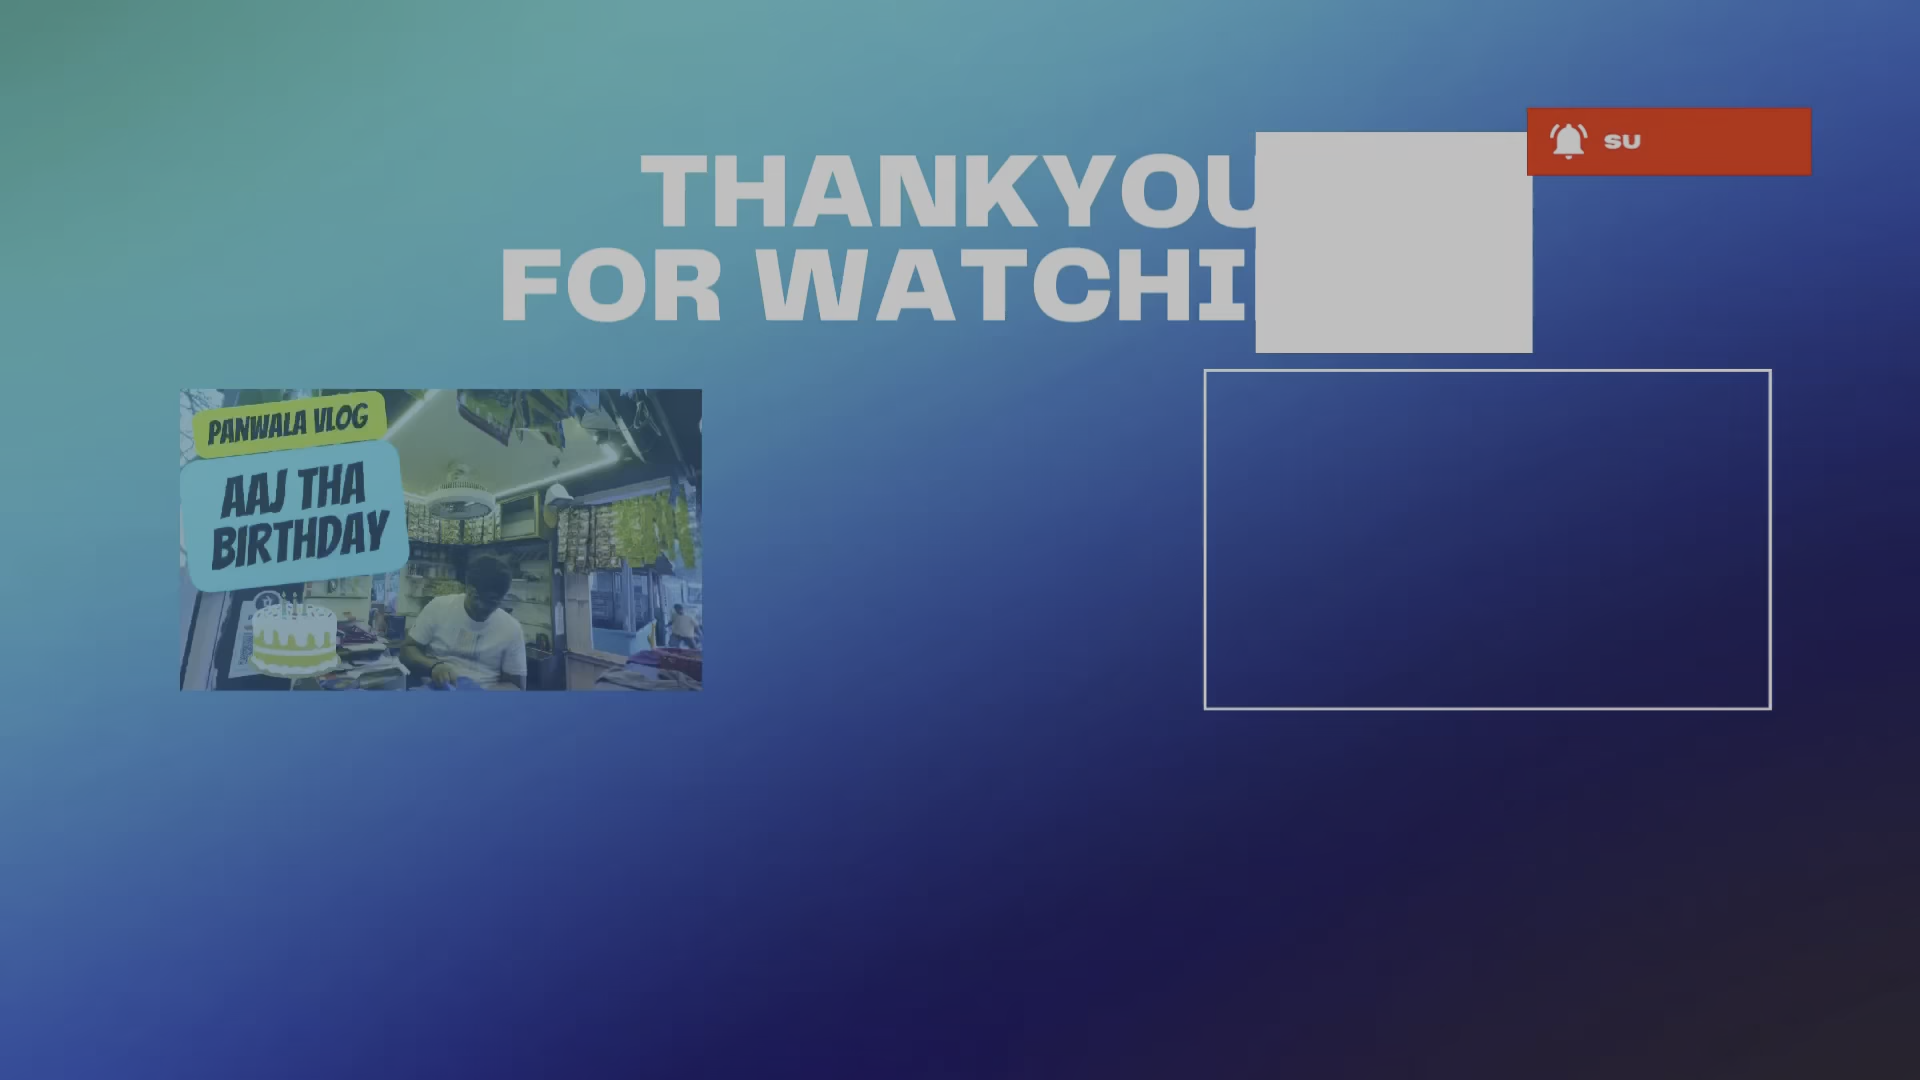 SU
THANKYOU
FOR WATCHI
PANWALA VLOG
AAJ THA
BIRTHDAY